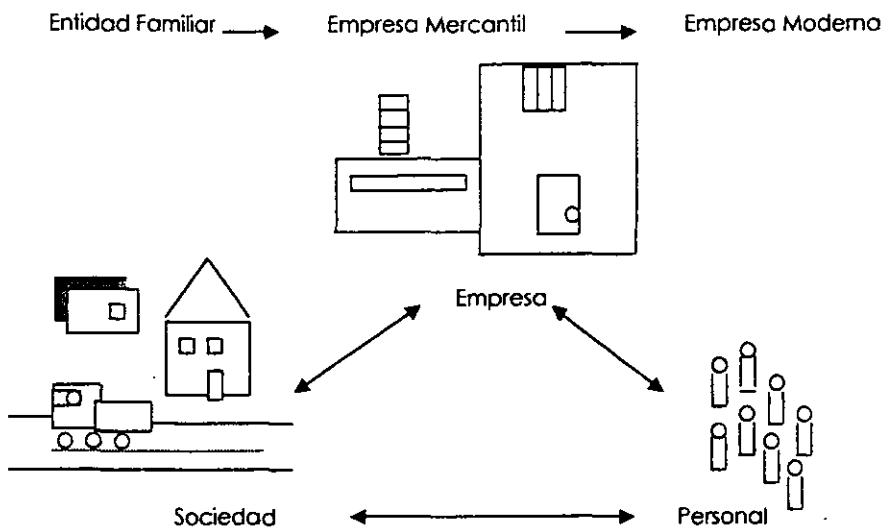 Entidad Familiar Empresa Mercantil Empresa Moderna
Empresa
Sociedad Personal